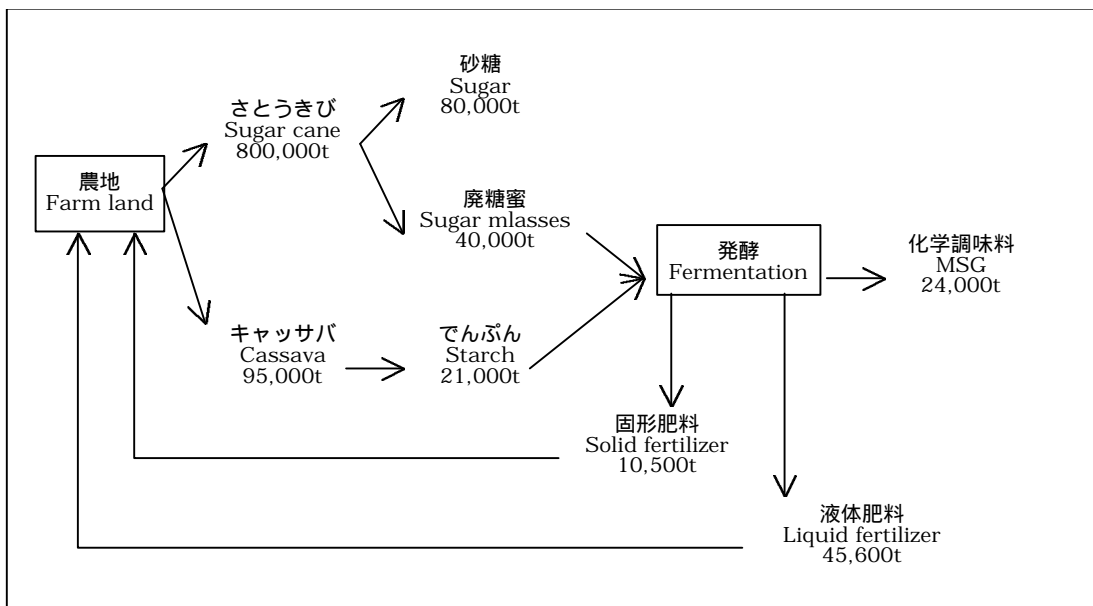 砂糖
Sugar
80,000t
さとうきび
Sugar cane
800,000t
農地
Farm land
廃糖蜜
Sugar mlasses
40,000t
発酵
Fermentation
化学調味料
MSG
24,000t
キャッサバ
Cassava
95,000t
でんぷん
Starch
21,000t
固形肥料
Solid fertilizer
10,500t
液体肥料
Liquid fertilizer
45,600t